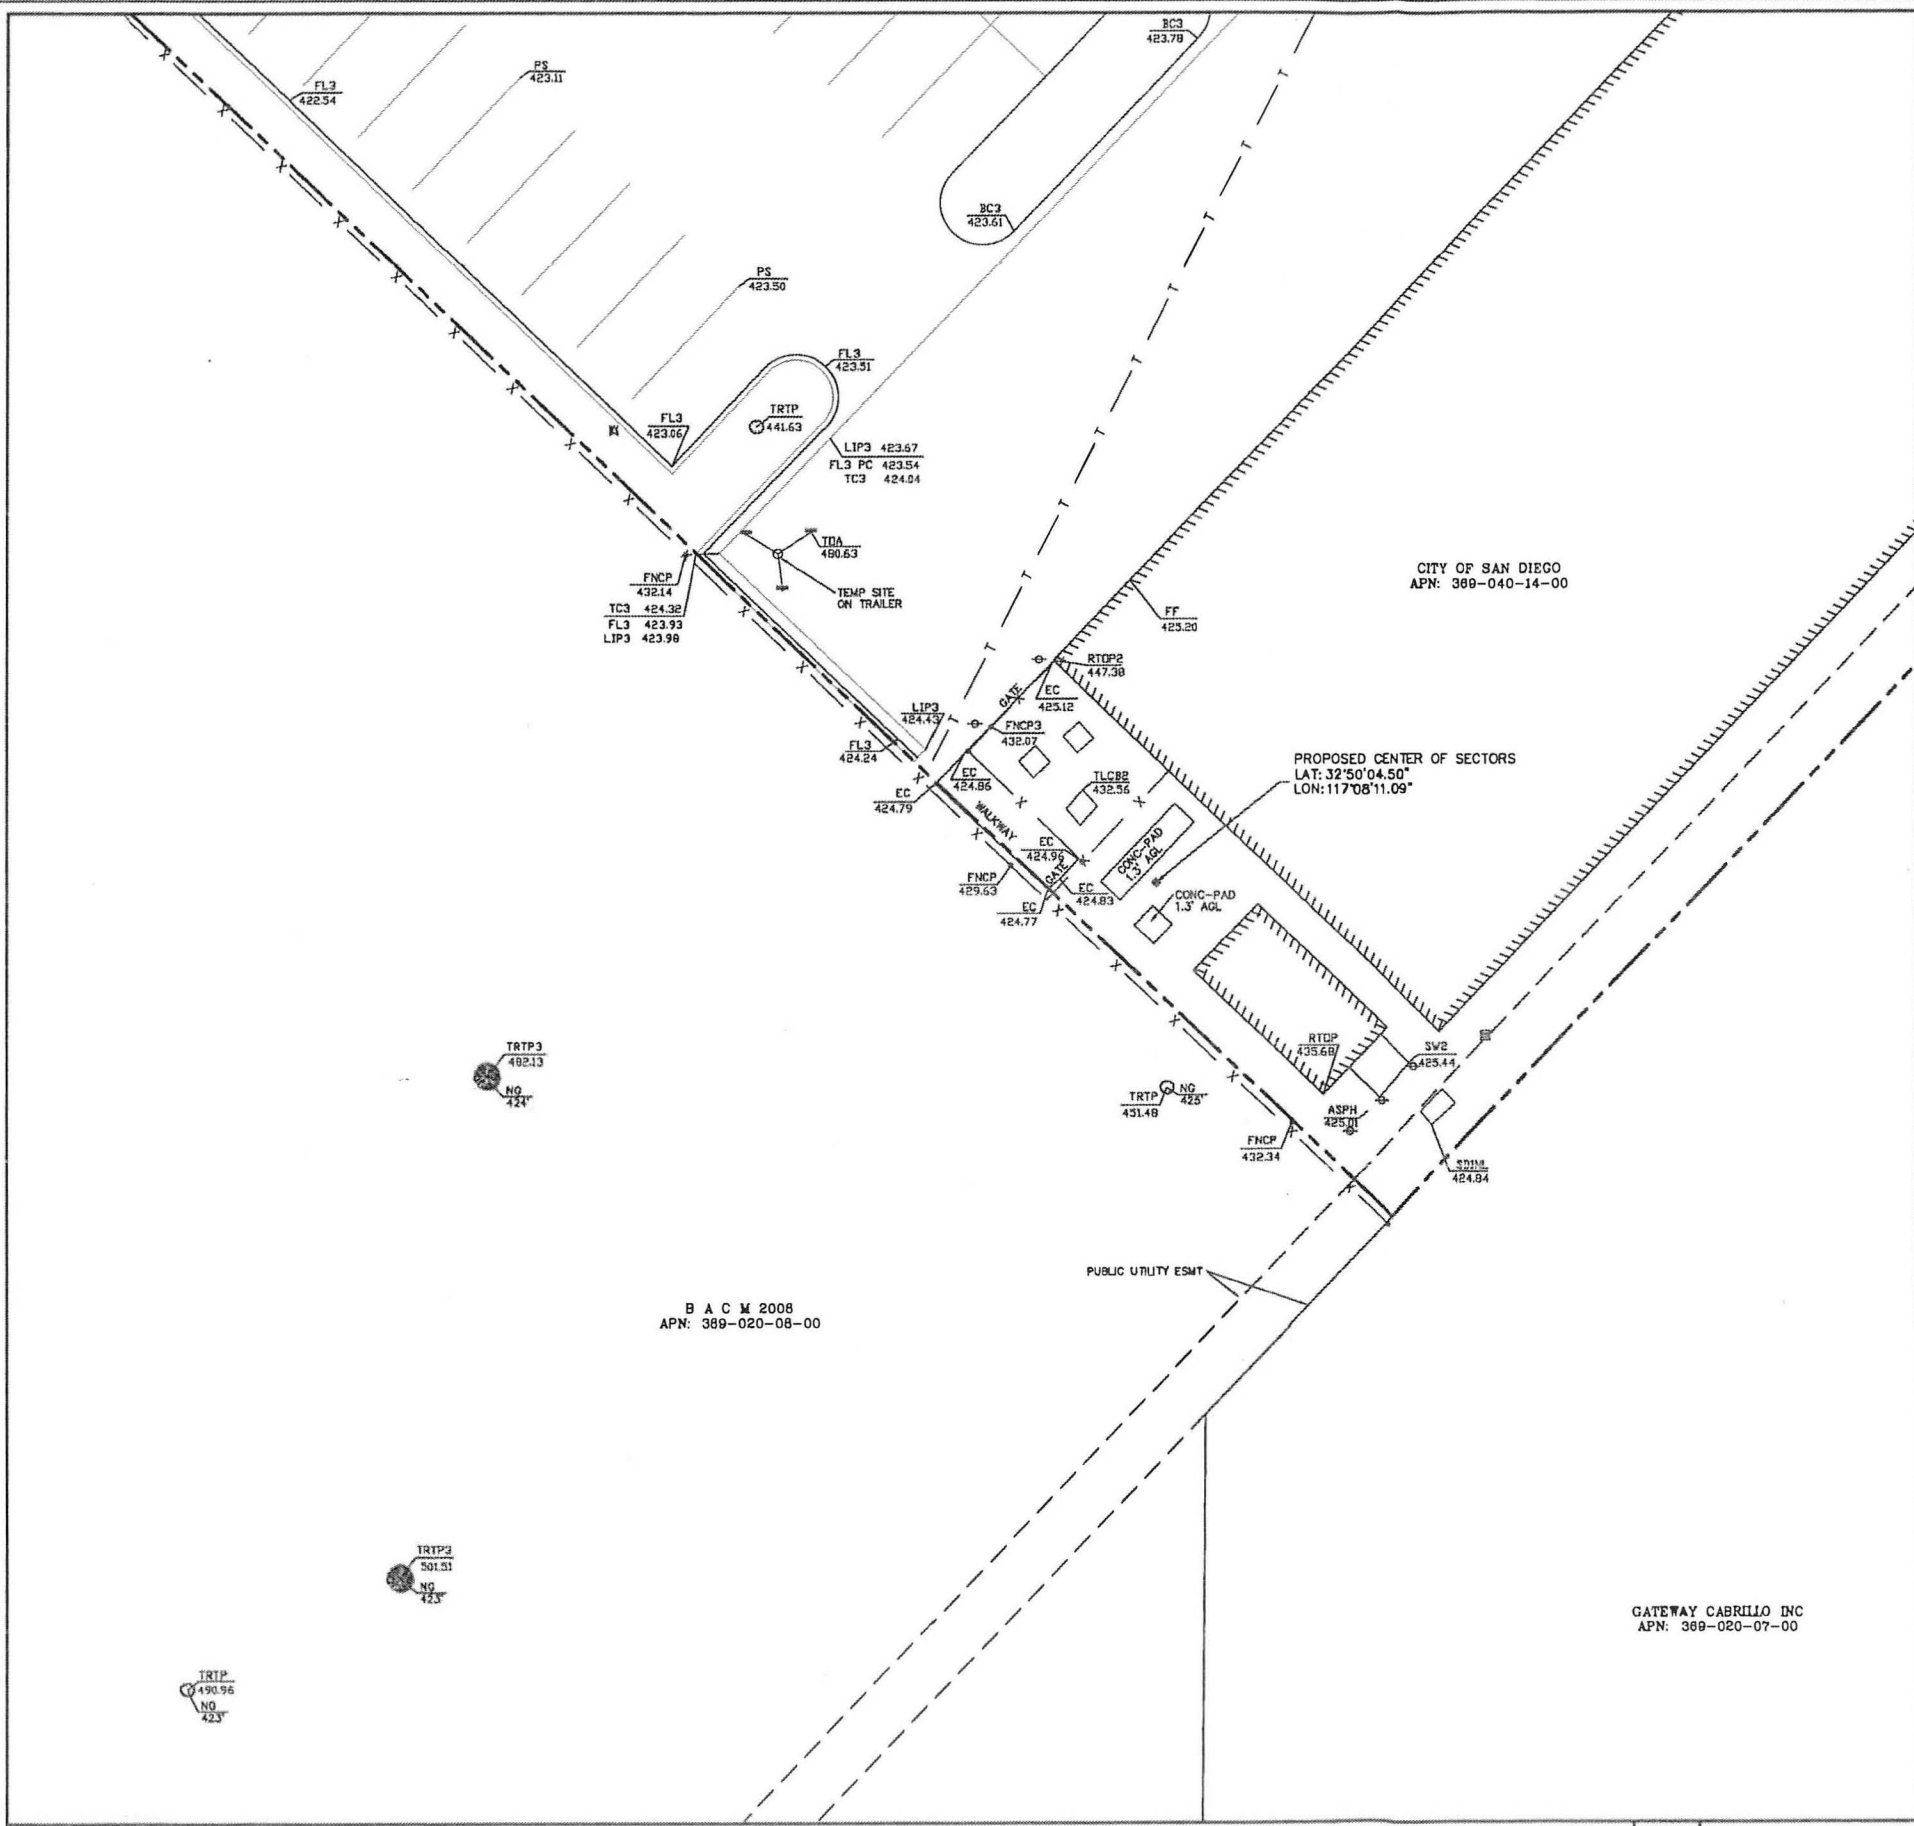 BC3
423.78
PS
423.11
FL3
422.54
BC3
423.61
PS
423.50
FL3
423.51
TRTP
441.63
FL3
423.06
LIP3 423.67
FL3 PC 423.54
TC3 424.04
TOA
480.63
FNCP
432.14
TEMP SITE
ON TRAILER
TC3 424.32
FL3 423.93
LIP3 423.98
CITY OF SAN DIEGO
APN: 369-040-14-00
FF
425.20
RTOP2
447.38
EC
425.12
GATE
LIP3
424.43
FNCP3
432.07
FL3
424.24
PROPOSED CENTER OF SECTORS
LAT: 32°50'04.50"
LON: 117°08'11.09"
EC
424.86
TLCB2
432.56
EC
424.79
WALKWAY
EC
424.96
CONC-PAD
1.3' AGL
GATE
FNCP
429.63
EC
424.83
CONC-PAD
1.3' AGL
EC
424.77
RTOP
435.68
SW2
425.44
TRTP3
482.13
NG
424'
TRTP
451.48
NG
425'
ASPH
425.01
FNCP
432.34
424.84
PUBLIC UTILITY ESMT
B A C M 2008
APN: 369-020-08-00
TRTP3
501.51
NG
423'
GATEWAY CABRILLO INC
APN: 369-020-07-00
TRTP
490.96
NG
423'